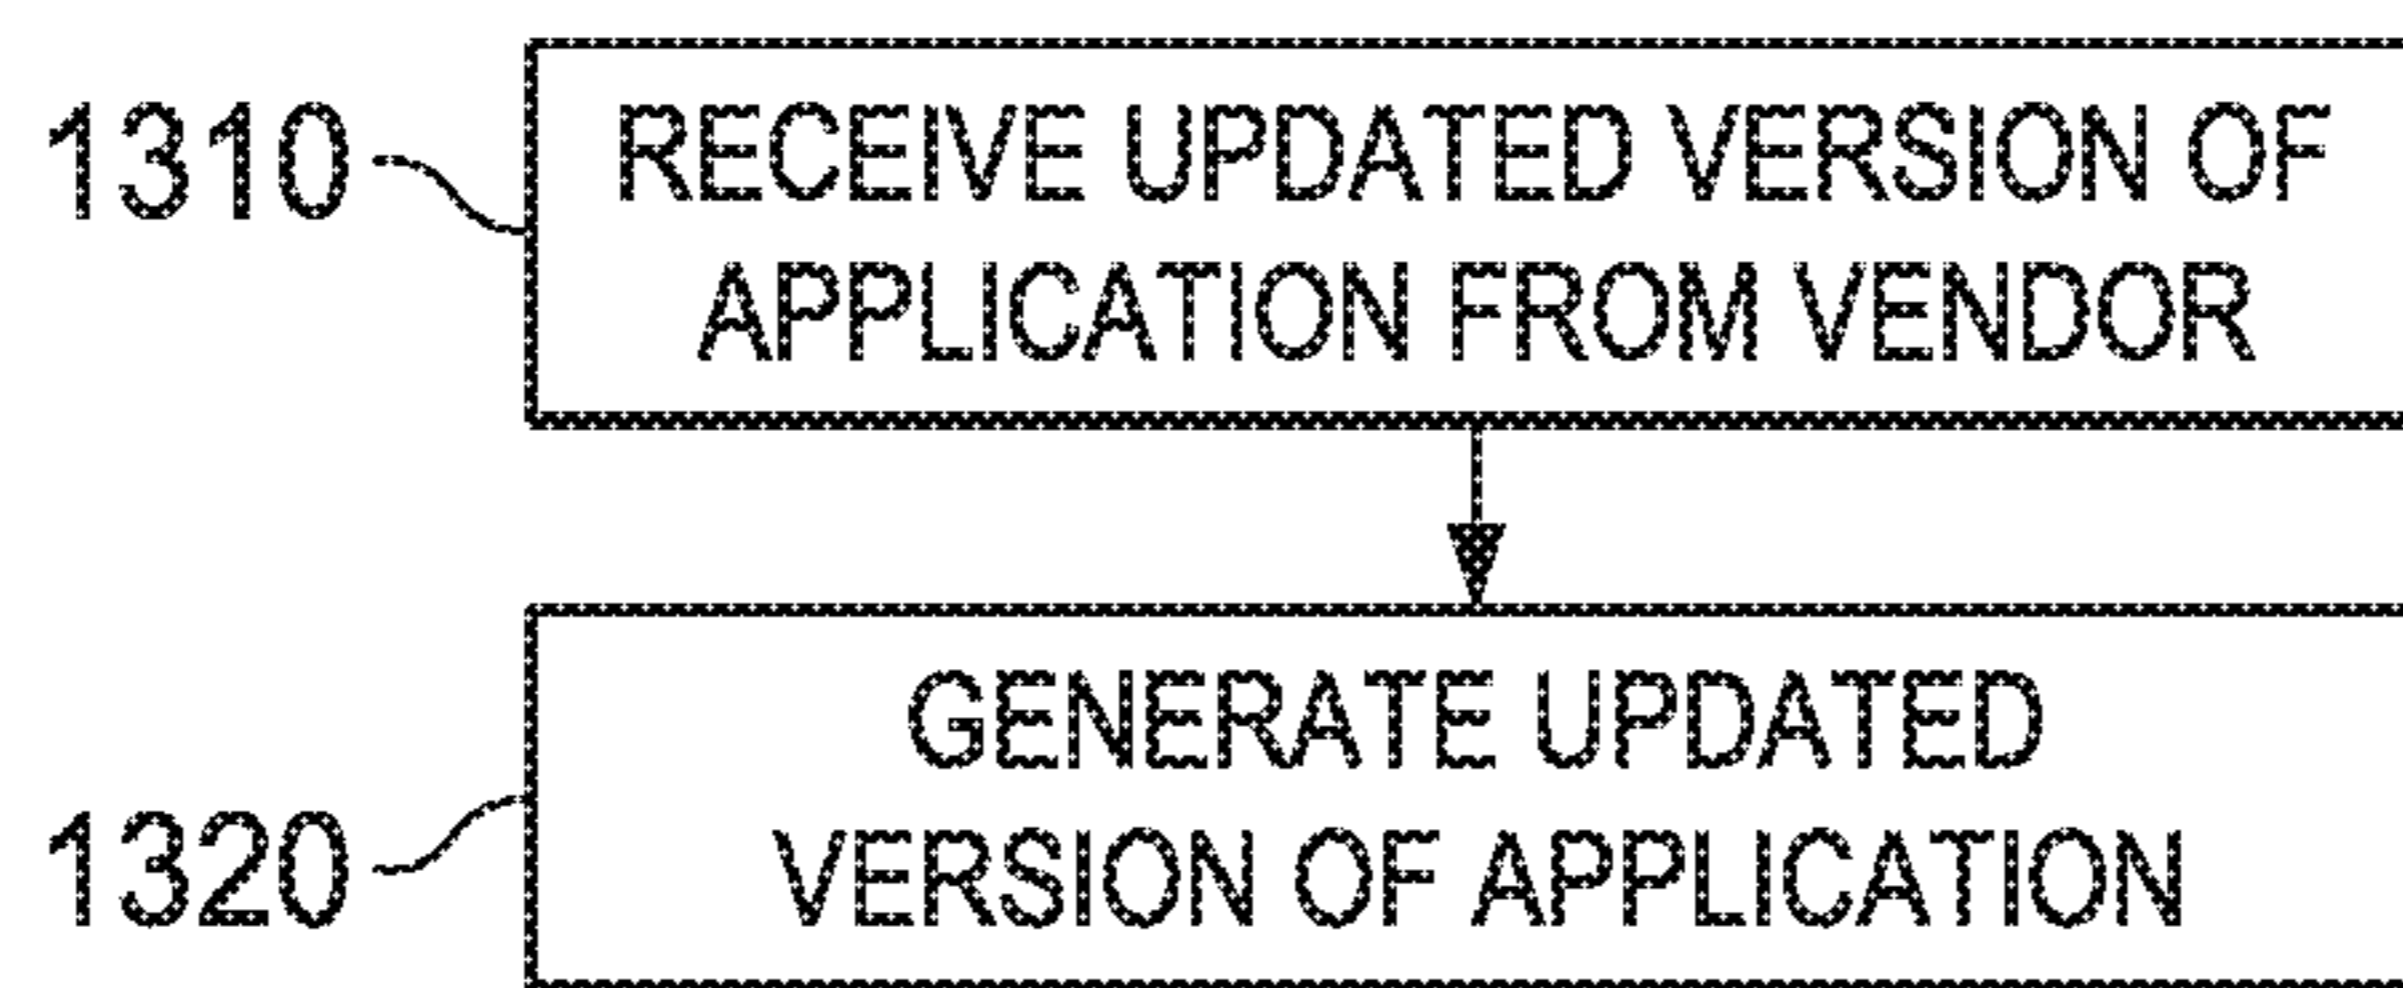 1310
RECEIVE UPDATED VERSION OF
APPLICATION FROM VENDOR
1320
GENERATE UPDATED
VERSION OF APPLICATION